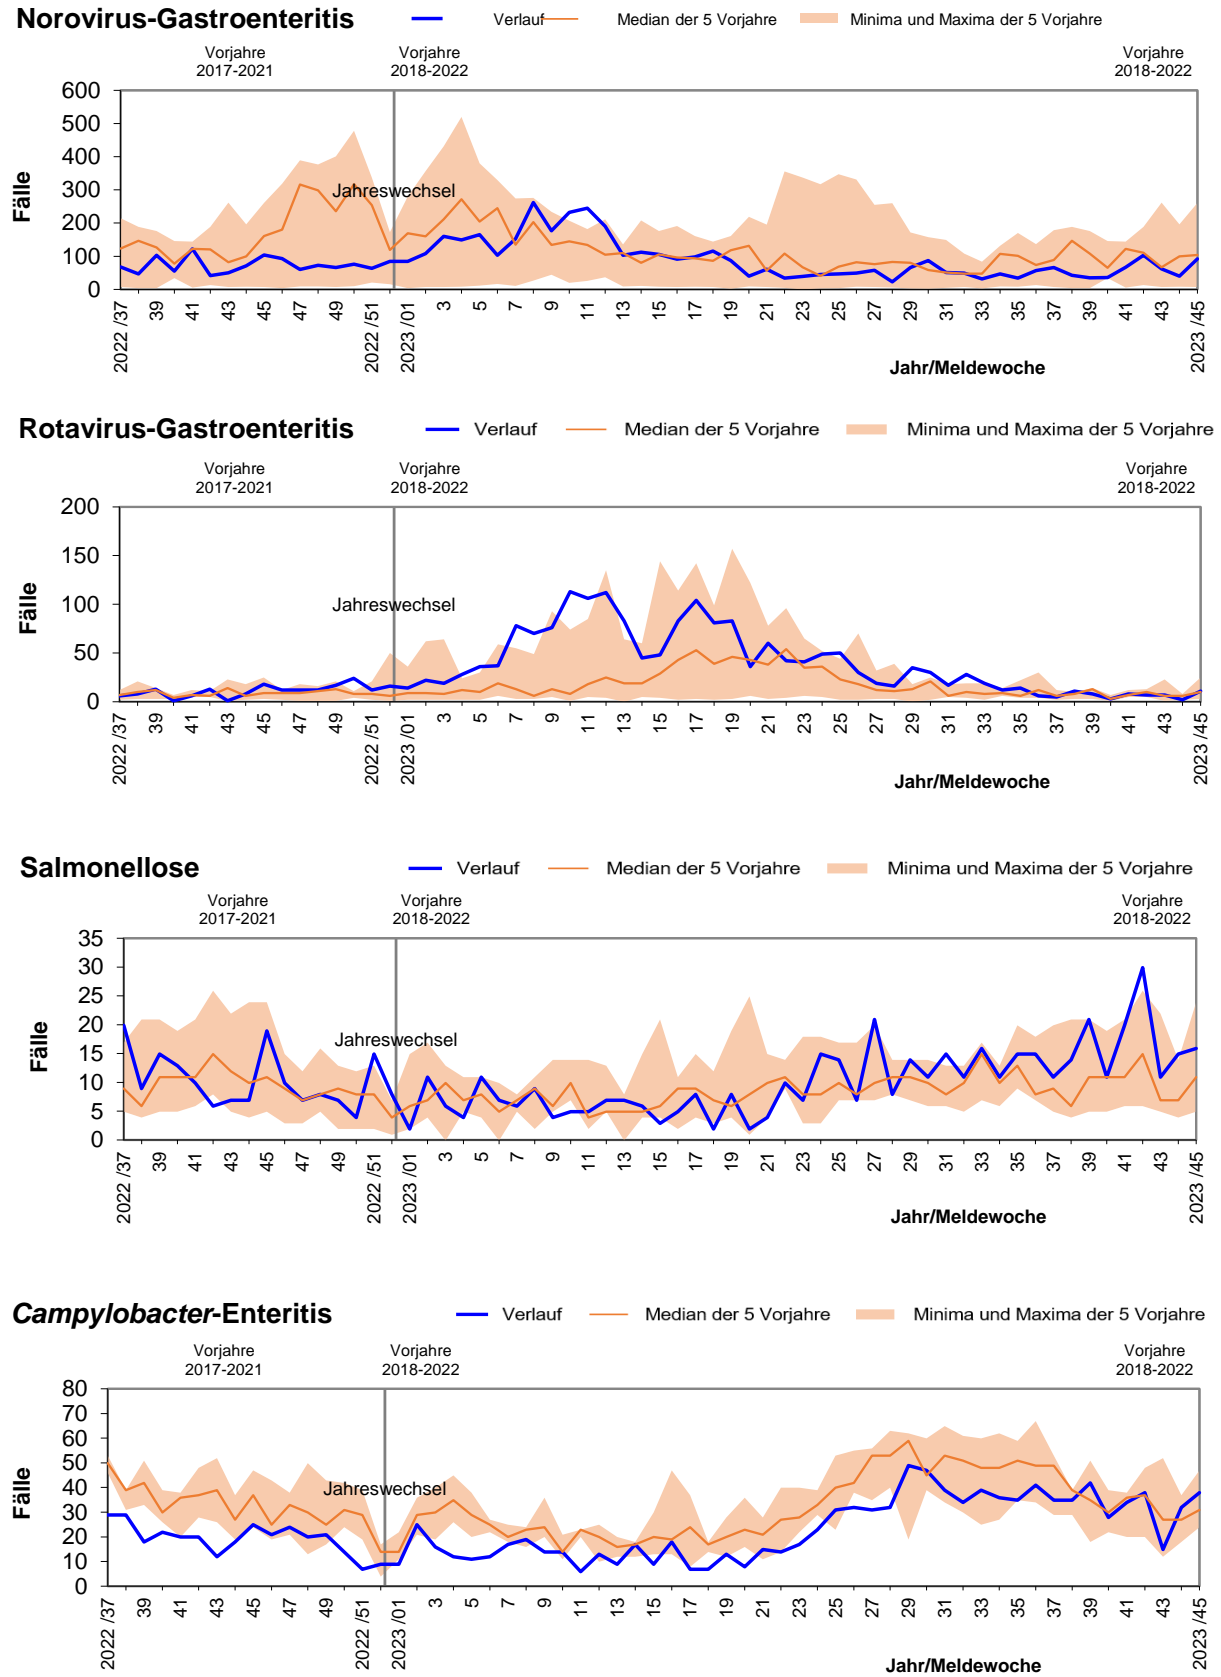 Norovirus-Gastroenteritis
Verlauf Median der 5 Vorjahre Minima und Maxima der 5 Vorjahre
Vorjahre Vorjahre Vorjahre
2017-2021 2018-2022 2018-2022
600
500
400
300
200
100
0
Fälle
Jahreswechsel
2022 /37 39 41 43 45 47 49 2022 /51 2023 /01 3 5 7 9 11 13 15 17 19 21 23 25 27 29 31 33 35 37 39 41 43 2023 /45
Jahr/Meldewoche
Rotavirus-Gastroenteritis
Verlauf Median der 5 Vorjahre Minima und Maxima der 5 Vorjahre
Vorjahre Vorjahre Vorjahre
2017-2021 2018-2022 2018-2022
200
150
100
50
0
Fälle
Jahreswechsel
2022 /37 39 41 43 45 47 49 2022 /51 2023 /01 3 5 7 9 11 13 15 17 19 21 23 25 27 29 31 33 35 37 39 41 43 2023 /45
Jahr/Meldewoche
Salmonellose
Verlauf Median der 5 Vorjahre Minima und Maxima der 5 Vorjahre
Vorjahre Vorjahre Vorjahre
2017-2021 2018-2022 2018-2022
35
30
25
20
15
10
5
0
Fälle
Jahreswechsel
2022 /37 39 41 43 45 47 49 2022 /51 2023 /01 3 5 7 9 11 13 15 17 19 21 23 25 27 29 31 33 35 37 39 41 43 2023 /45
Jahr/Meldewoche
Campylobacter-Enteritis
Verlauf Median der 5 Vorjahre Minima und Maxima der 5 Vorjahre
Vorjahre Vorjahre Vorjahre
2017-2021 2018-2022 2018-2022
80
70
60
50
40
30
20
10
0
Fälle
Jahreswechsel
2022 /37 39 41 43 45 47 49 2022 /51 2023 /01 3 5 7 9 11 13 15 17 19 21 23 25 27 29 31 33 35 37 39 41 43 2023 /45
Jahr/Meldewoche